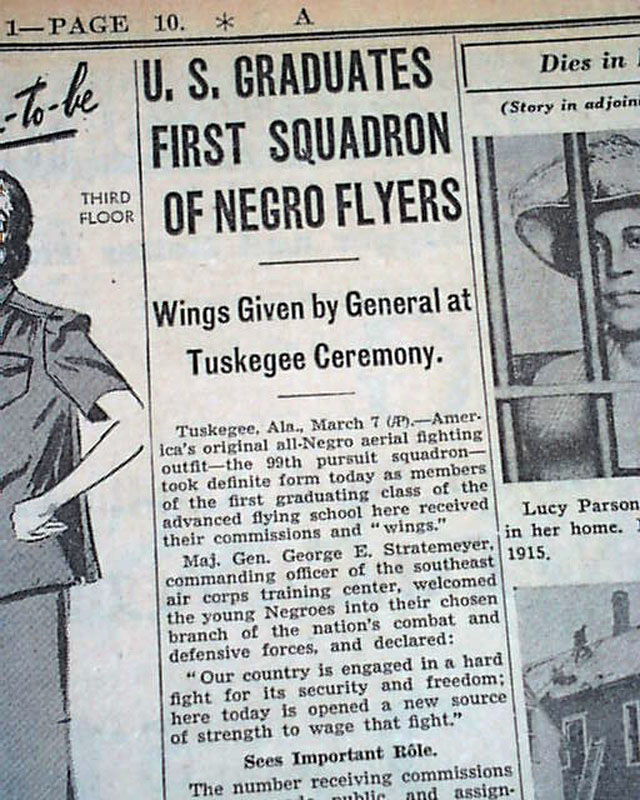 1—PAGE 10. * A
-to-be
THIRD
FLOOR
U. S. GRADUATES
FIRST SQUADRON
OF NEGRO FLYERS
Wings Given by General at
Tuskegee Ceremony.
Tuskegee, Ala., March 7 (AP).—Amer-
ica's original all-Negro aerial fighting
outfit—the 99th pursuit squadron—
took definite form today as members
of the first graduating class of the
advanced flying school here received
their commissions and "wings."
Maj. Gen. George E. Stratemeyer,
commanding officer of the southeast
air corps training center, welcomed
the young Negroes into their chosen
branch of the nation's combat and
defensive forces, and declared:
"Our country is engaged in a hard
fight for its security and freedom;
here today is opened a new source
of strength to wage that fight."
Sees Important Rôle.
The number receiving commissions
public, and assign-
Dies in
(Story in adjoini
Lucy Parson
in her home.
1915.